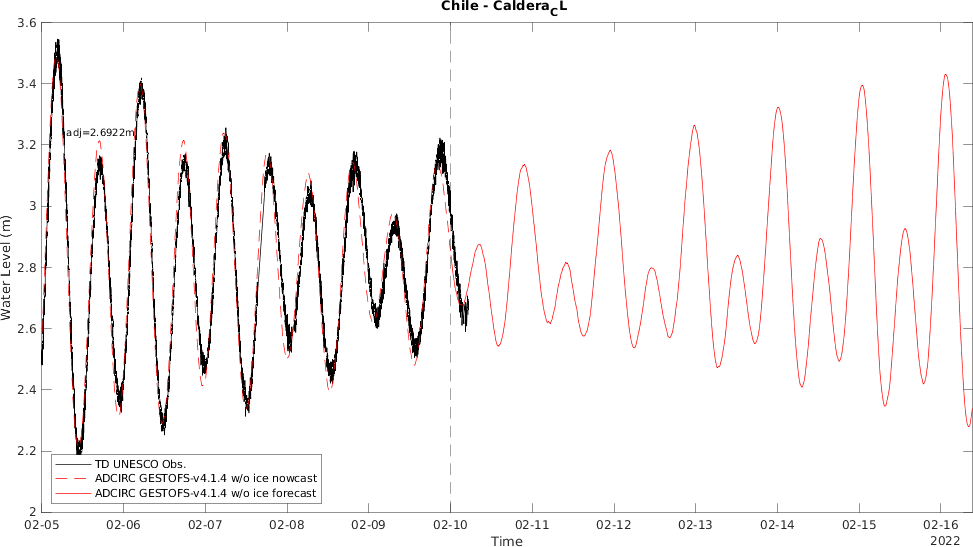 Chile - Caldera_CL
3.6
3.4
3.2
3
2.8
2.6
2.4
2.2
2
Water Level (m)
adj=2.6922m
TD UNESCO Obs.
ADCIRC GESTOFS-v4.1.4 w/o ice nowcast
ADCIRC GESTOFS-v4.1.4 w/o ice forecast
02-05 02-06 02-07 02-08 02-09 02-10 02-11 02-12 02-13 02-14 02-15 02-16
Time
2022